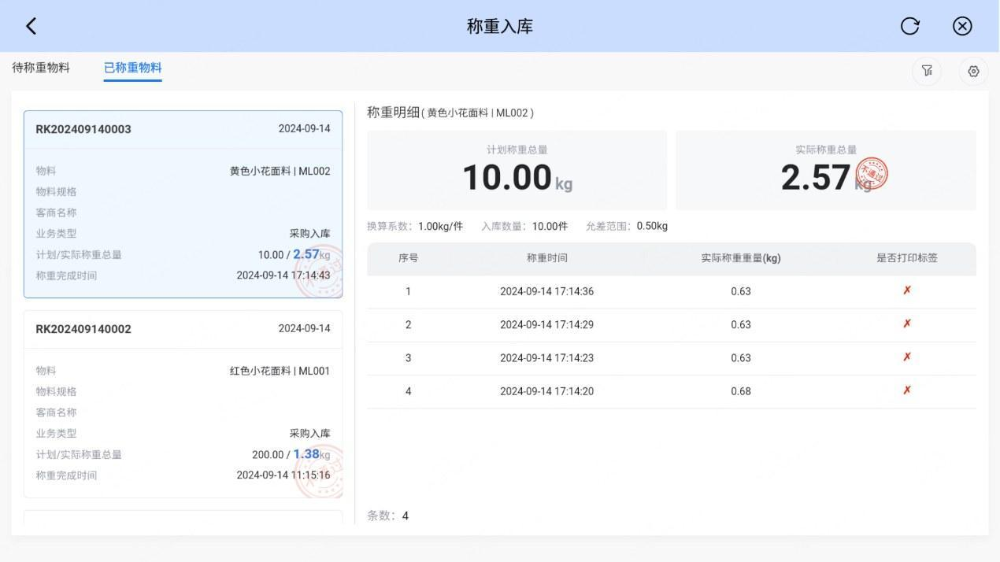 称重入库
待称重物料 已称重物料
RK202409140003 2024-09-14
物料 黄色小花面料 | ML002
物料规格
客商名称
业务类型 采购入库
计划/实际称重总量 10.00 / 2.57kg
称重完成时间 2024-09-14 17:14:43
不通过
RK202409140002 2024-09-14
物料 红色小花面料 | ML001
物料规格
客商名称
业务类型 采购入库
计划/实际称重总量 200.00 / 1.38kg
称重完成时间 2024-09-14 11:15:16
不通过
称重明细( 黄色小花面料 | ML002 )
计划称重总量 实际称重总量
10.00 kg 2.57 kg
不通过
换算系数: 1.00kg/件 入库数量: 10.00件 允差范围: 0.50kg
序号 称重时间 实际称重重量(kg) 是否打印标签
1 2024-09-14 17:14:36 0.63 ✗
2 2024-09-14 17:14:29 0.63 ✗
3 2024-09-14 17:14:23 0.63 ✗
4 2024-09-14 17:14:20 0.68 ✗
条数: 4